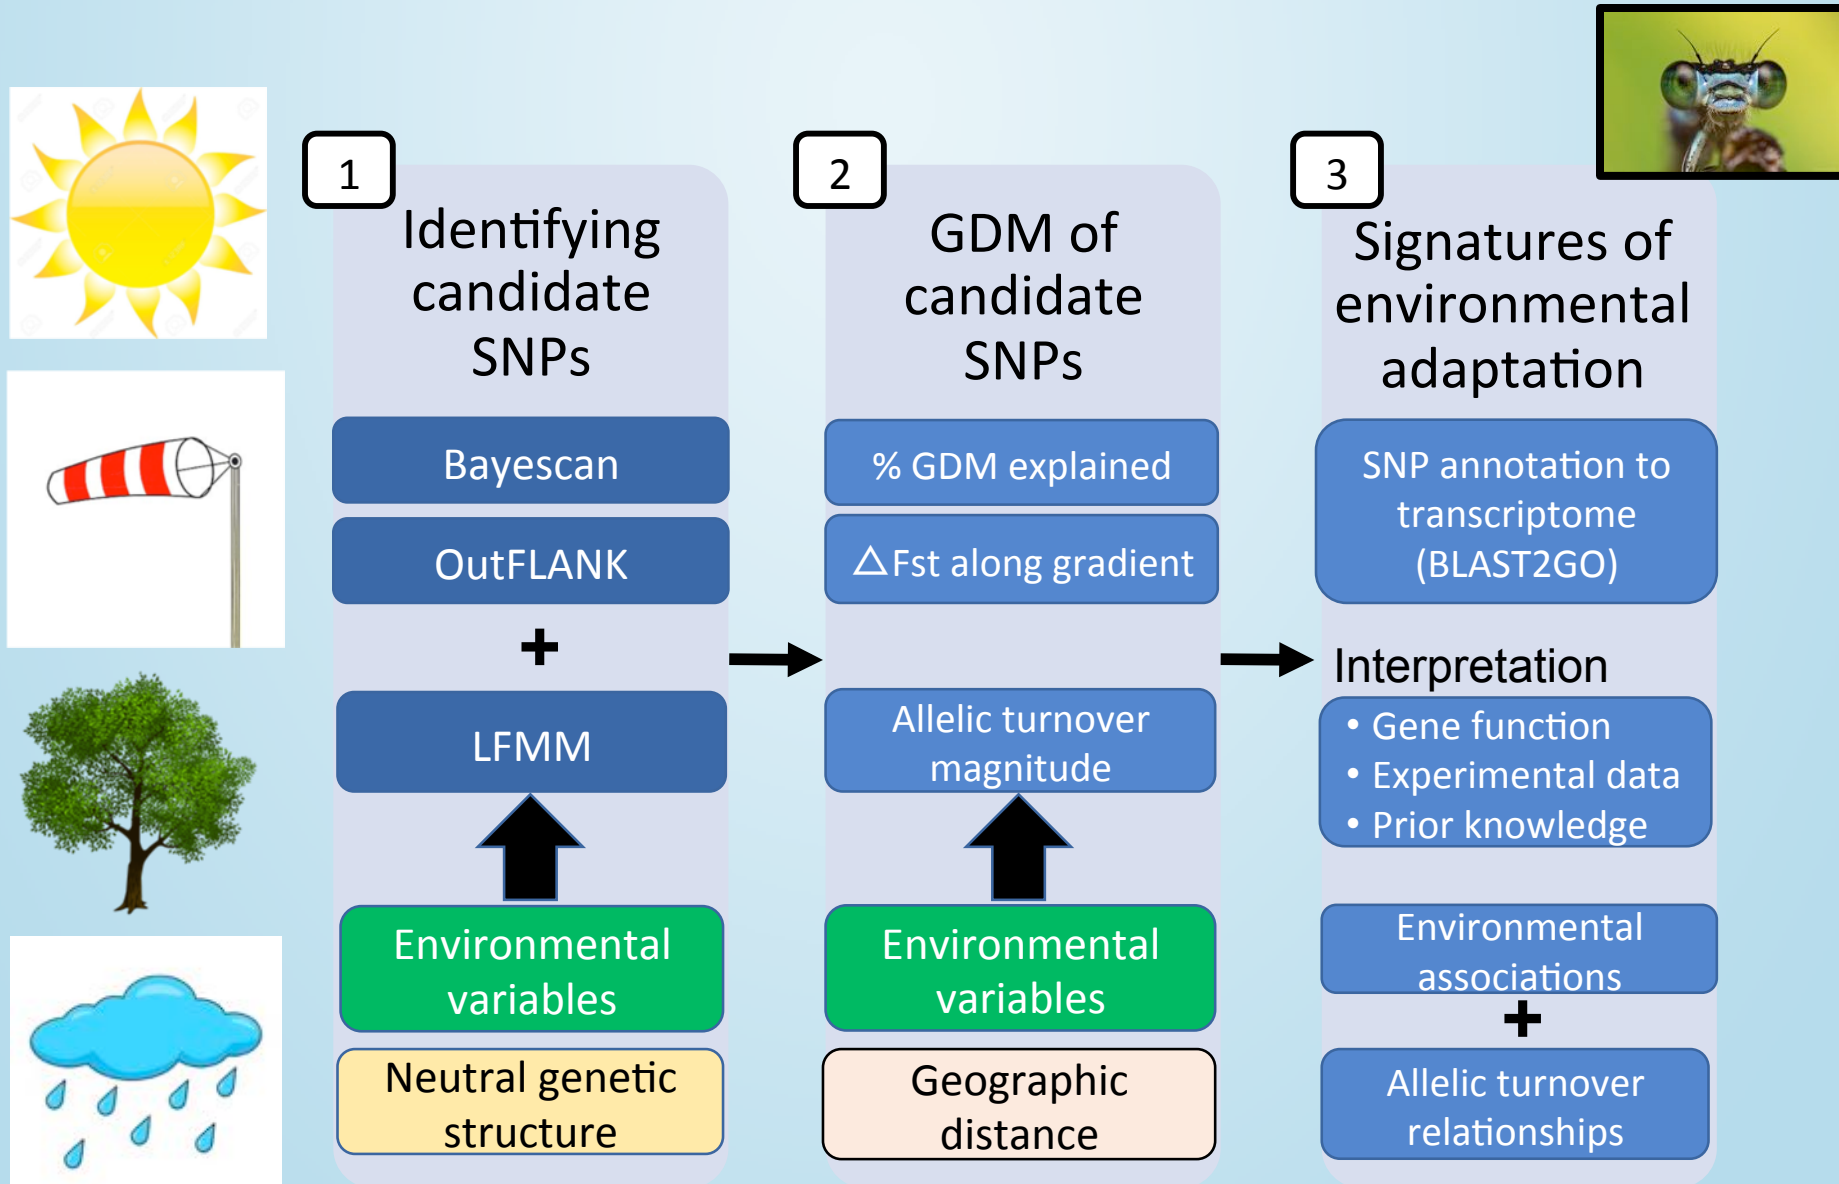 1
Identifying
candidate
SNPs
Bayescan
OutFLANK
+
LFMM
Environmental
variables
Neutral genetic
structure
2
GDM of
candidate
SNPs
% GDM explained
△Fst along gradient
Allelic turnover
magnitude
Environmental
variables
Geographic
distance
3
Signatures of
environmental
adaptation
SNP annotation to
transcriptome
(BLAST2GO)
Interpretation
• Gene function
• Experimental data
• Prior knowledge
Environmental
associations
+
Allelic turnover
relationships